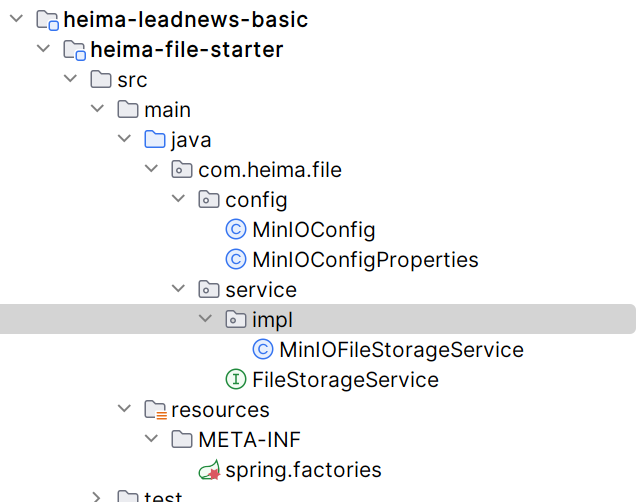 heima-leadnews-basic
heima-file-starter
src
main
java
com.heima.file
config
C MinIOConfig
C MinIOConfigProperties
service
impl
C MinIOFileStorageService
I FileStorageService
resources
META-INF
spring.factories
test